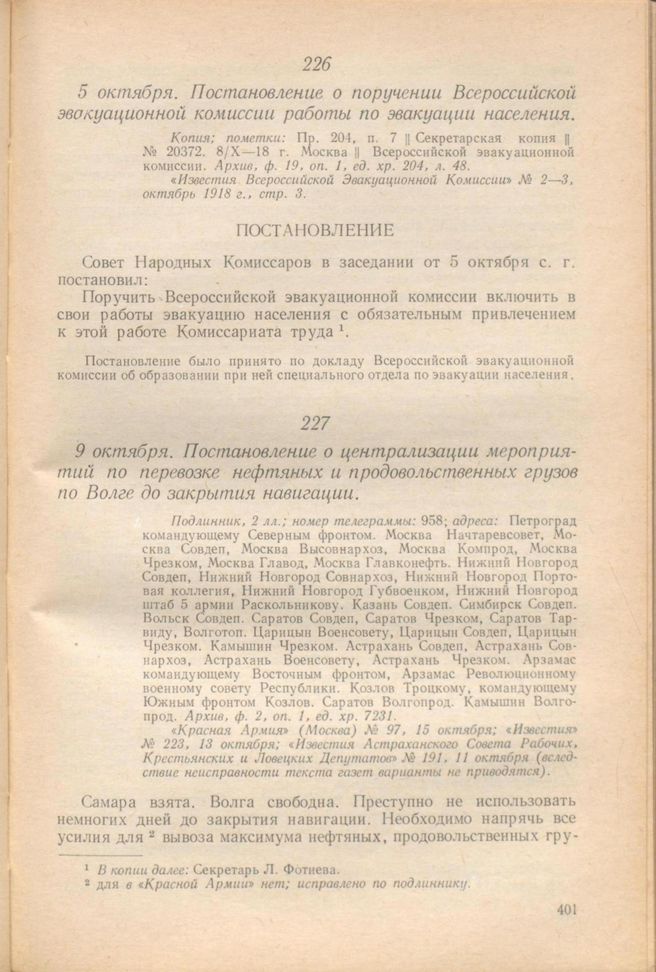 226
5 октября. Постановление о поручении Всероссийской
эвакуационной комиссии работы по эвакуации населения.
Копия; пометки: Пр. 204, п. 7 || Секретарская копия ||
№ 20372. 8/X—18 г. Москва || Всероссийской эвакуационной
комиссии. Архив, ф. 19, оп. 1, ед. хр. 204, л. 48.
«Известия Всероссийской Эвакуационной Комиссии» № 2—3,
октябрь 1918 г., стр. 3.
ПОСТАНОВЛЕНИЕ
Совет Народных Комиссаров в заседании от 5 октября с. г.
постановил:
Поручить Всероссийской эвакуационной комиссии включить в
свои работы эвакуацию населения с обязательным привлечением
к этой работе Комиссариата труда ¹.
Постановление было принято по докладу Всероссийской эвакуационной
комиссии об образовании при ней специального отдела по эвакуации населения.
227
9 октября. Постановление о централизации мероприя-
тий по перевозке нефтяных и продовольственных грузов
по Волге до закрытия навигации.
Подлинник, 2 лл.; номер телеграммы: 958; адреса: Петроград
командующему Северным фронтом. Москва Начтаревсовет, Мо-
сква Совдеп, Москва Высовнархоз, Москва Компрод, Москва
Чрезком, Москва Главод, Москва Главконефть. Нижний Новгород
Совдеп, Нижний Новгород Совнархоз, Нижний Новгород Порто-
вая коллегия, Нижний Новгород Губвоенком, Нижний Новгород
штаб 5 армии Раскольникову. Казань Совдеп. Симбирск Совдеп.
Вольск Совдеп. Саратов Совдеп, Саратов Чрезком, Саратов Тар-
виду, Волготоп. Царицын Военсовету, Царицын Совдеп, Царицын
Чрезком. Камышин Чрезком. Астрахань Совдеп, Астрахань Сов-
нархоз, Астрахань Военсовету, Астрахань Чрезком. Арзамас
командующему Восточным фронтом, Арзамас Революционному
военному совету Республики. Козлов Троцкому, командующему
Южным фронтом Козлов. Саратов Волгопрод. Камышин Волго-
прод. Архив, ф. 2, оп. 1, ед. хр. 7231.
«Красная Армия» (Москва) № 97, 15 октября; «Известия»
№ 223, 13 октября; «Известия Астраханского Совета Рабочих,
Крестьянских и Ловецких Депутатов» № 191, 11 октября (вслед-
ствие неисправности текста газет варианты не приводятся).
Самара взята. Волга свободна. Преступно не использовать
немногих дней до закрытия навигации. Необходимо напрячь все
усилия для ² вывоза максимума нефтяных, продовольственных гру-
¹ В копии далее: Секретарь Л. Фотиева.
² для в «Красной Армии» нет; исправлено по подлиннику.
401